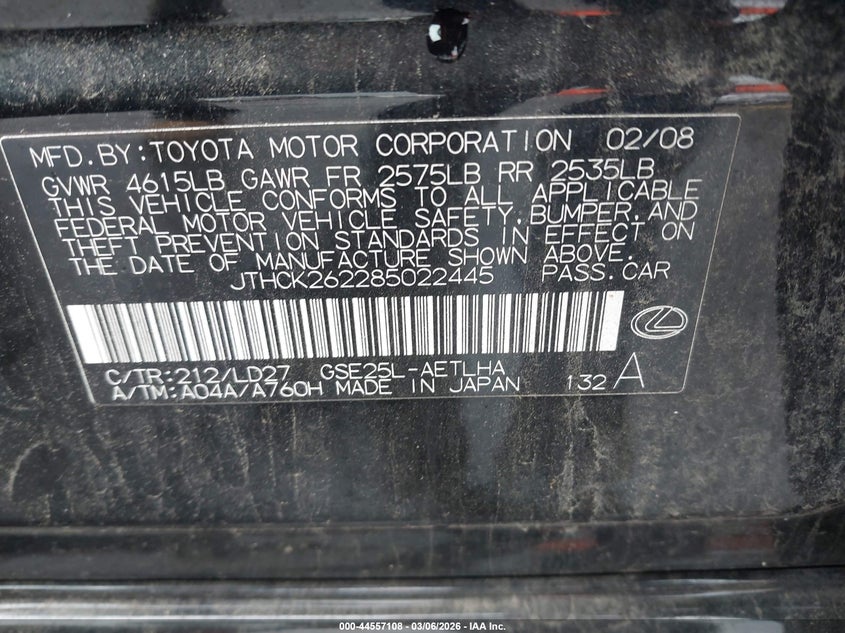 MFD.BY:TOYOTA MOTOR CORPORATION 02/08
GVWR 4615LB GAWR FR 2575LB RR 2535LB
THIS VEHICLE CONFORMS TO ALL APPLICABLE
FEDERAL MOTOR VEHICLE SAFETY,BUMPER,AND
THEFT PREVENTION STANDARDS IN EFFECT ON
THE DATE OF MANUFACTURE SHOWN ABOVE.
JTHCK262285022445 PASS.CAR
C/TR:212/LD27 GSE25L-AETLHA
A/TM:A04A/A760H MADE IN JAPAN 132 A
000-44557108 - 03/06/2026 - IAA Inc.